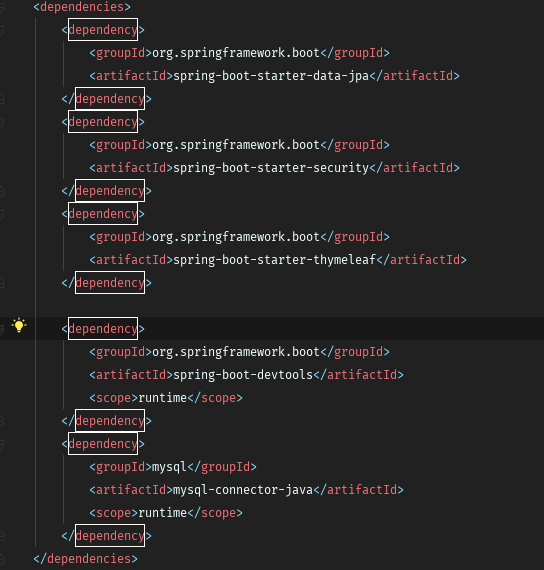 <dependencies>
    <dependency>
        <groupId>org.springframework.boot</groupId>
        <artifactId>spring-boot-starter-data-jpa</artifactId>
    </dependency>
    <dependency>
        <groupId>org.springframework.boot</groupId>
        <artifactId>spring-boot-starter-security</artifactId>
    </dependency>
    <dependency>
        <groupId>org.springframework.boot</groupId>
        <artifactId>spring-boot-starter-thymeleaf</artifactId>
    </dependency>
    <dependency>
        <groupId>org.springframework.boot</groupId>
        <artifactId>spring-boot-devtools</artifactId>
        <scope>runtime</scope>
    </dependency>
    <dependency>
        <groupId>mysql</groupId>
        <artifactId>mysql-connector-java</artifactId>
        <scope>runtime</scope>
    </dependency>
</dependencies>